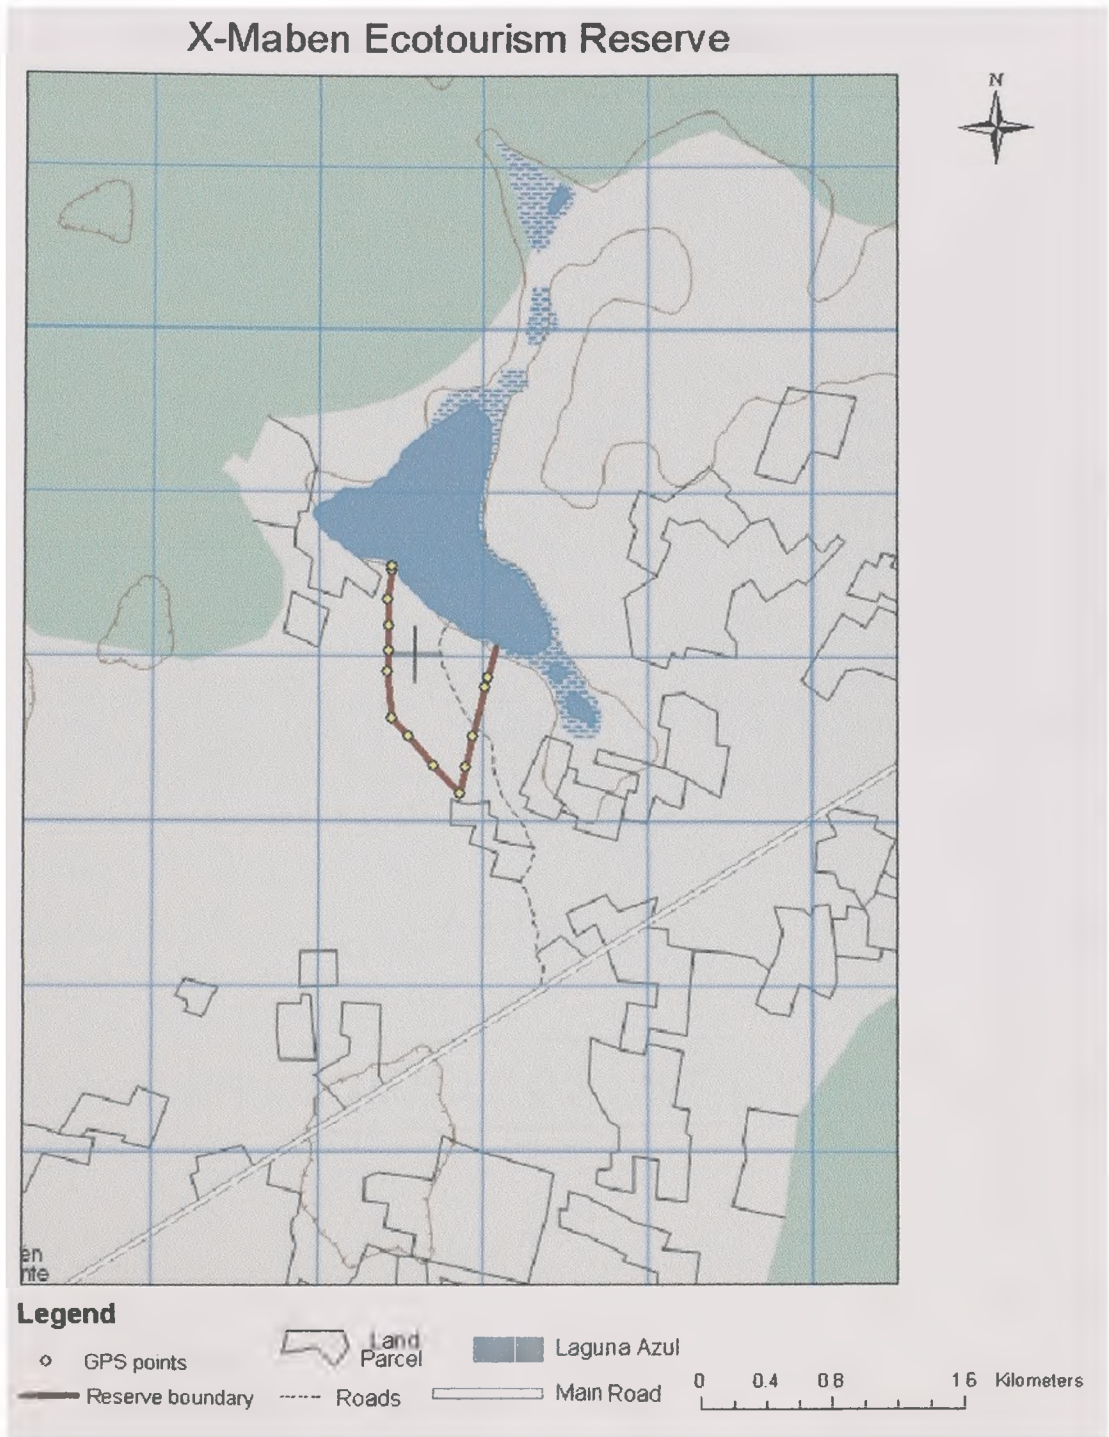 X-Maben Ecotourism Reserve
N
én
nte
Legend
GPS points
Land
Parcel
Laguna Azul
Reserve boundary
Roads
Main Road
0 0.4 0.8 1.6 Kilometers